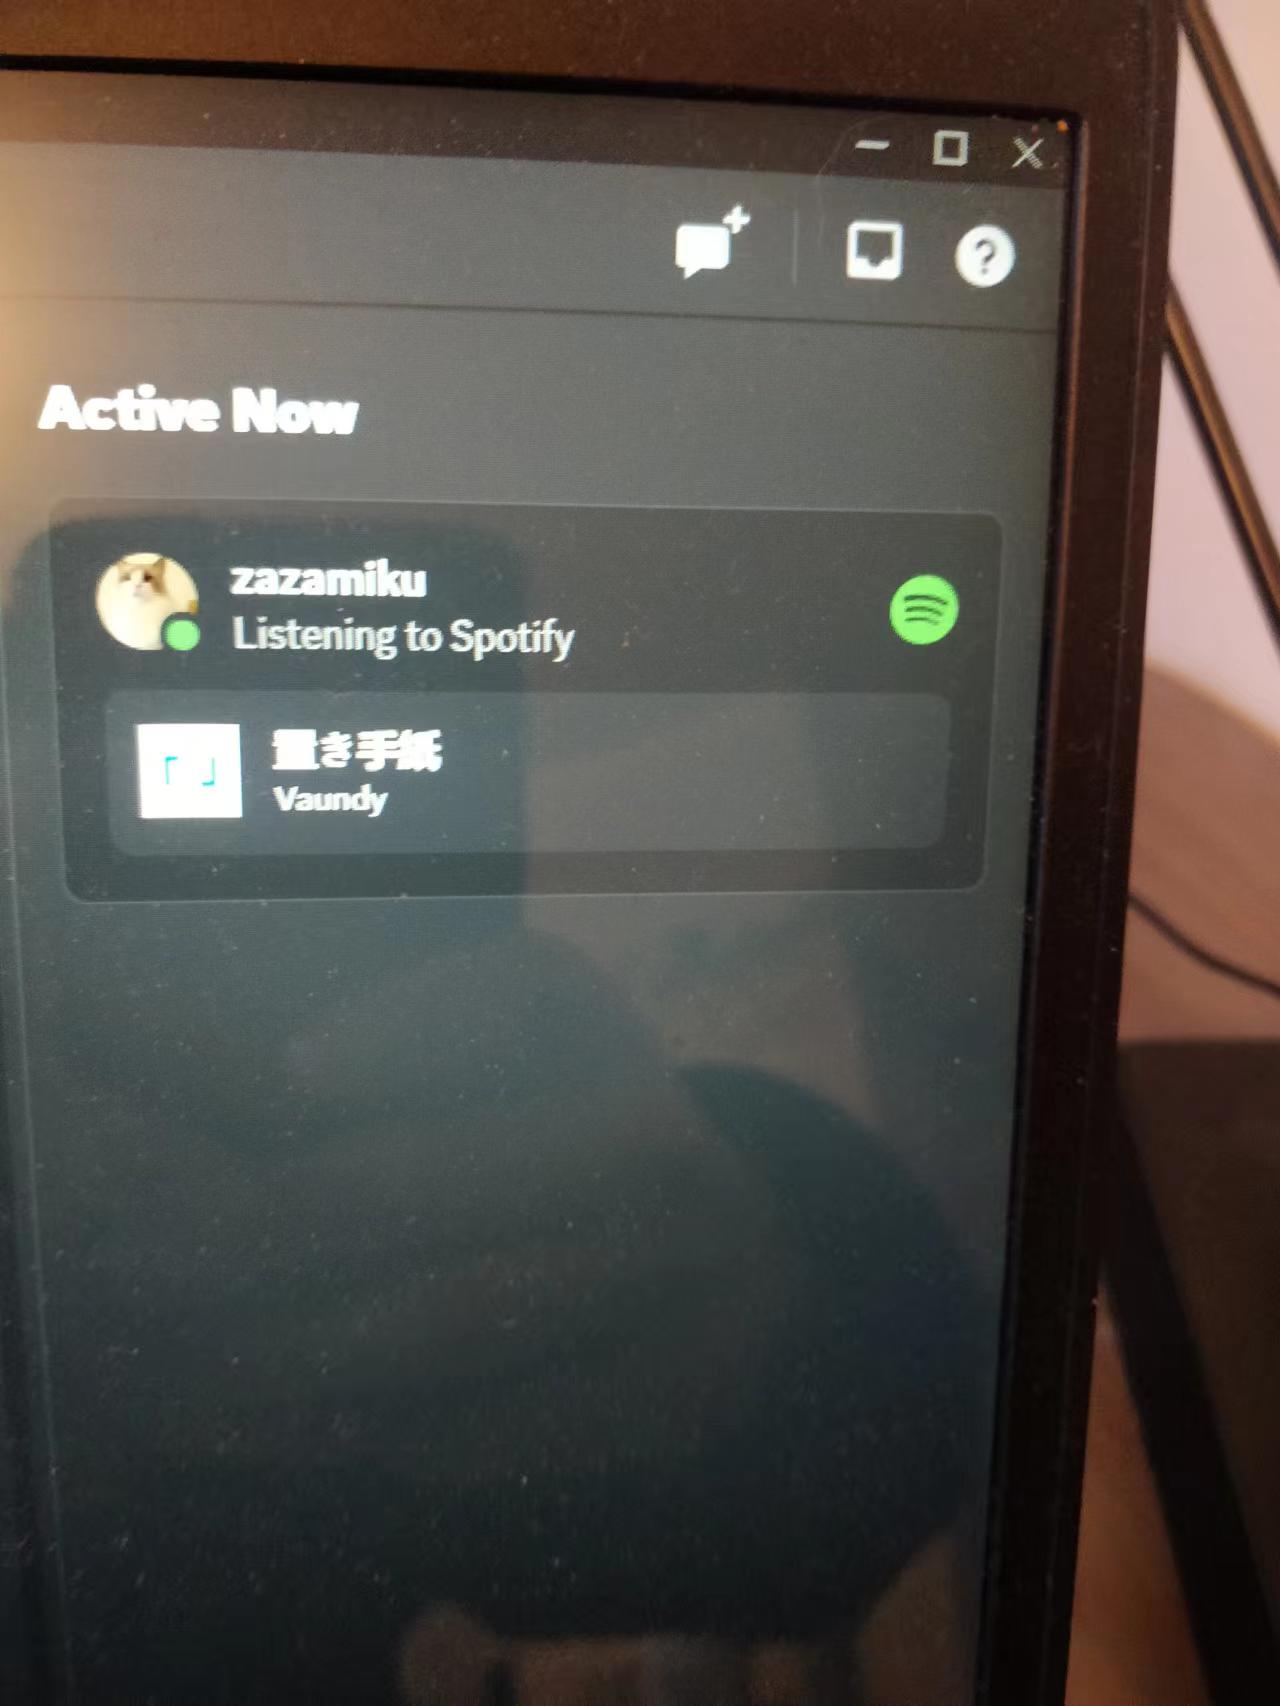 Active Now
zazamiku
Listening to Spotify
「 」
置き手紙
Vaundy